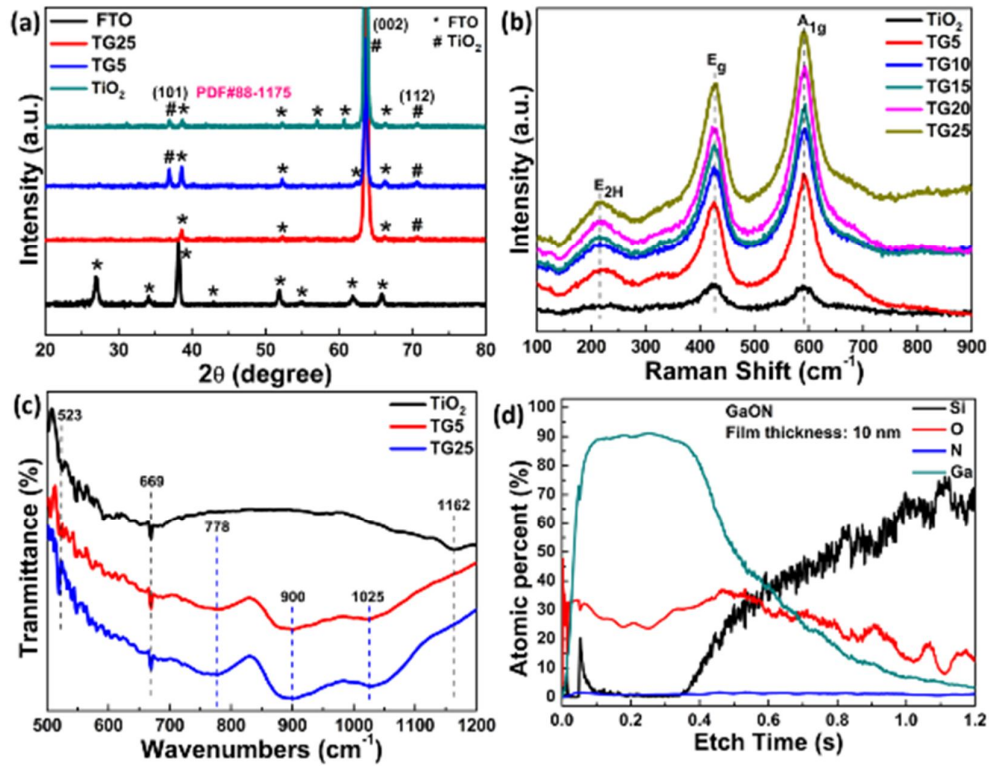 (a)
FTO
TG25
TG5
TiO2
(002)
#
* FTO
# TiO2
(101) PDF#88-1175
(112)
# * * * * * #
# * * * * #
* * * #
* * * * * * * *
Intensity (a.u.)
20 30 40 50 60 70 80
2θ (degree)
(b)
A1g
Eg
E2H
TiO2
TG5
TG10
TG15
TG20
TG25
Intensity (a.u.)
100 200 300 400 500 600 700 800 900
Raman Shift (cm-1)
(c)
523
669
778
900
1025
1162
TiO2
TG5
TG25
Tranmittance (%)
500 600 700 800 900 1000 1100 1200
Wavenumbers (cm-1)
(d)
GaON
Film thickness: 10 nm
Si
O
N
Ga
100
90
80
70
60
50
40
30
20
10
0
Atomic percent (%)
0.0 0.2 0.4 0.6 0.8 1.0 1.2
Etch Time (s)